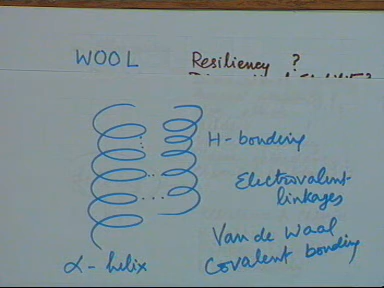 WOOL Resiliency ?
H-bonding
Electrovalent
linkages
Van de Waal
Covalent bonding
α-helix